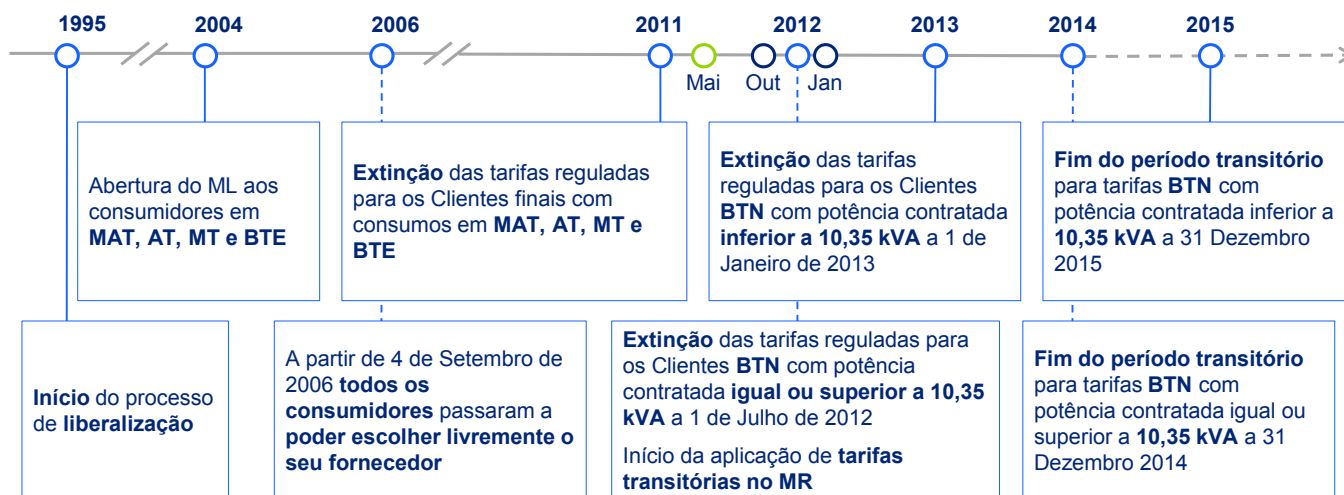 1995
2004
2006
2011
2012
2013
2014
2015
Mai
Out
Jan
Abertura do ML aos
consumidores em
MAT, AT, MT e BTE
Extinção das tarifas reguladas
para os Clientes finais com
consumos em MAT, AT, MT e
BTE
Extinção das tarifas
reguladas para os Clientes
BTN com potência contratada
inferior a 10,35 kVA a 1 de
Janeiro de 2013
Fim do período transitório
para tarifas BTN com
potência contratada inferior a
10,35 kVA a 31 Dezembro
2015
Início do processo
de liberalização
A partir de 4 de Setembro de
2006 todos os
consumidores passaram a
poder escolher livremente o
seu fornecedor
Extinção das tarifas reguladas para
os Clientes BTN com potência
contratada igual ou superior a 10,35
kVA a 1 de Julho de 2012
Início da aplicação de tarifas
transitórias no MR
Fim do período transitório
para tarifas BTN com
potência contratada igual ou
superior a 10,35 kVA a 31
Dezembro 2014